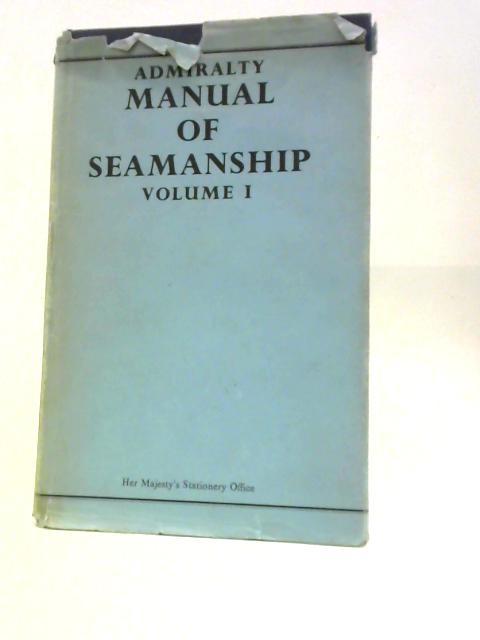 ADMIRALTY
MANUAL
OF
SEAMANSHIP
VOLUME I
Her Majesty's Stationery Office